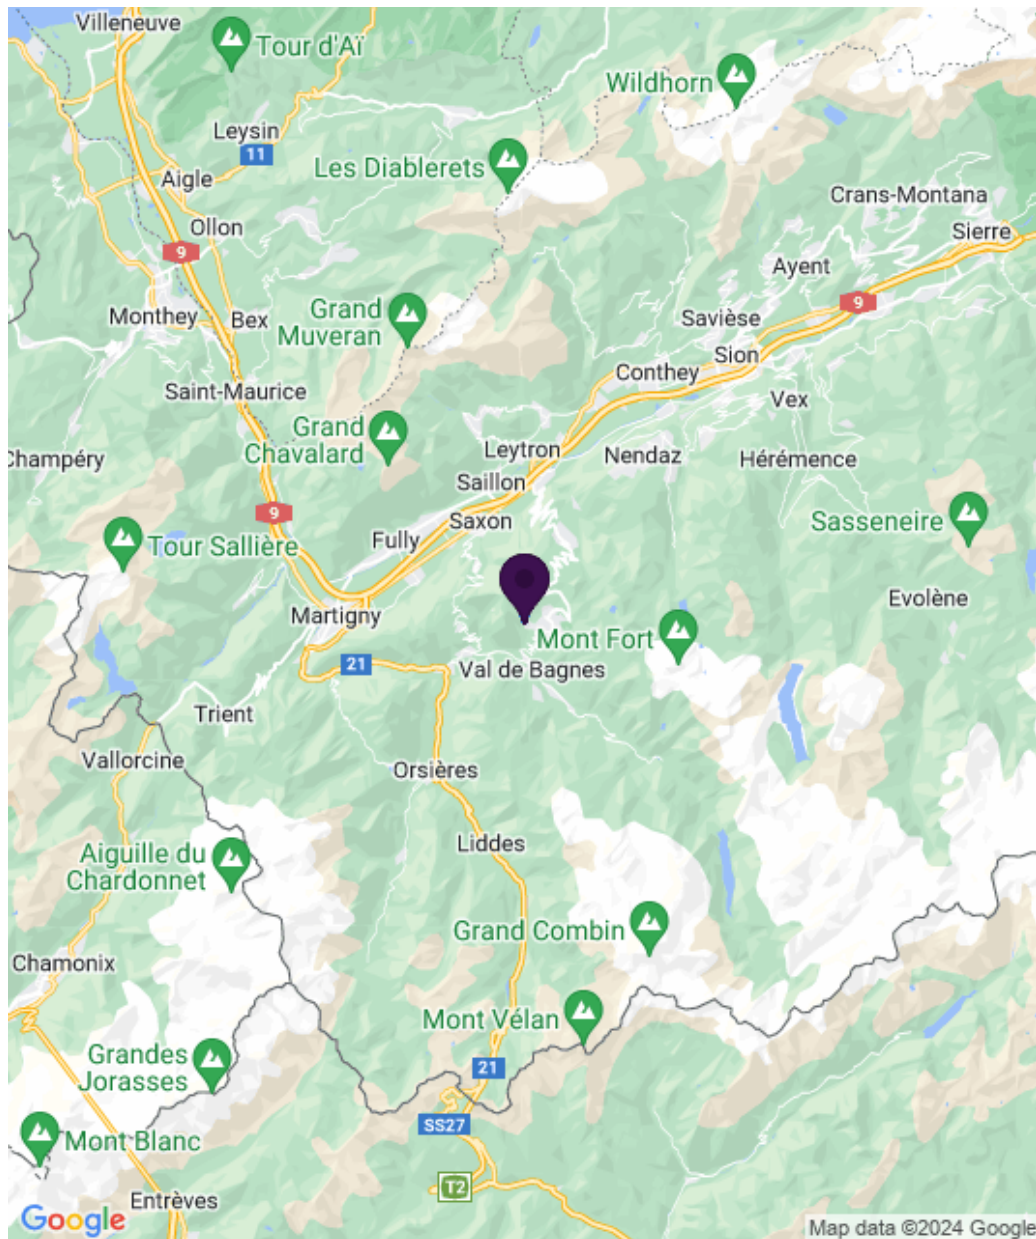 Villeneuve
Tour d'Aï
Wildhorn
Leysin
11
Les Diablerets
Aigle
Crans-Montana
Ollon
Sierre
9
Ayent
9
Grand
Muveran
Monthey
Bex
Savièse
Sion
Conthey
Saint-Maurice
Vex
Grand
Chavalard
Leytron
Nendaz
Hérémence
Champéry
Saillon
9
Saxon
Sasseneire
Fully
Tour Sallière
Evolène
Martigny
Mont Fort
21
Val de Bagnes
Trient
Vallorcine
Orsières
Liddes
Aiguille du
Chardonnet
Grand Combin
Chamonix
Mont Vélan
Grandes
Jorasses
21
SS27
Mont Blanc
T2
Entrèves
Google
Map data ©2024 Google